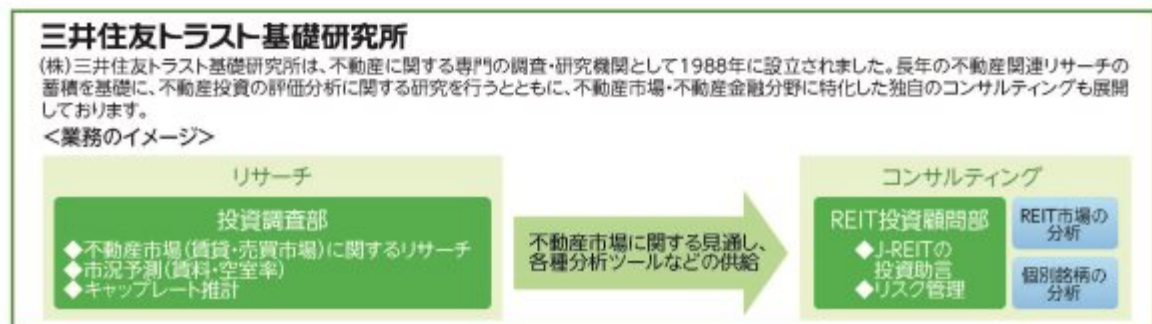 三井住友トラスト基礎研究所
(株)三井住友トラスト基礎研究所は、不動産に関する専門の調査・研究機関として1988年に設立されました。長年の不動産関連リサーチの
蓄積を基礎に、不動産投資の評価分析に関する研究を行うとともに、不動産市場・不動産金融分野に特化した独自のコンサルティングも展開
しております。
<業務のイメージ>
リサーチ
投資調査部
◆不動産市場(賃貸・売買市場)に関するリサーチ
◆市況予測(賃料・空室率)
◆キャップレート推計
不動産市場に関する見通し、
各種分析ツールなどの供給
コンサルティング
REIT投資顧問部
◆J-REITの
投資助言
◆リスク管理
REIT市場の
分析
個別銘柄の
分析